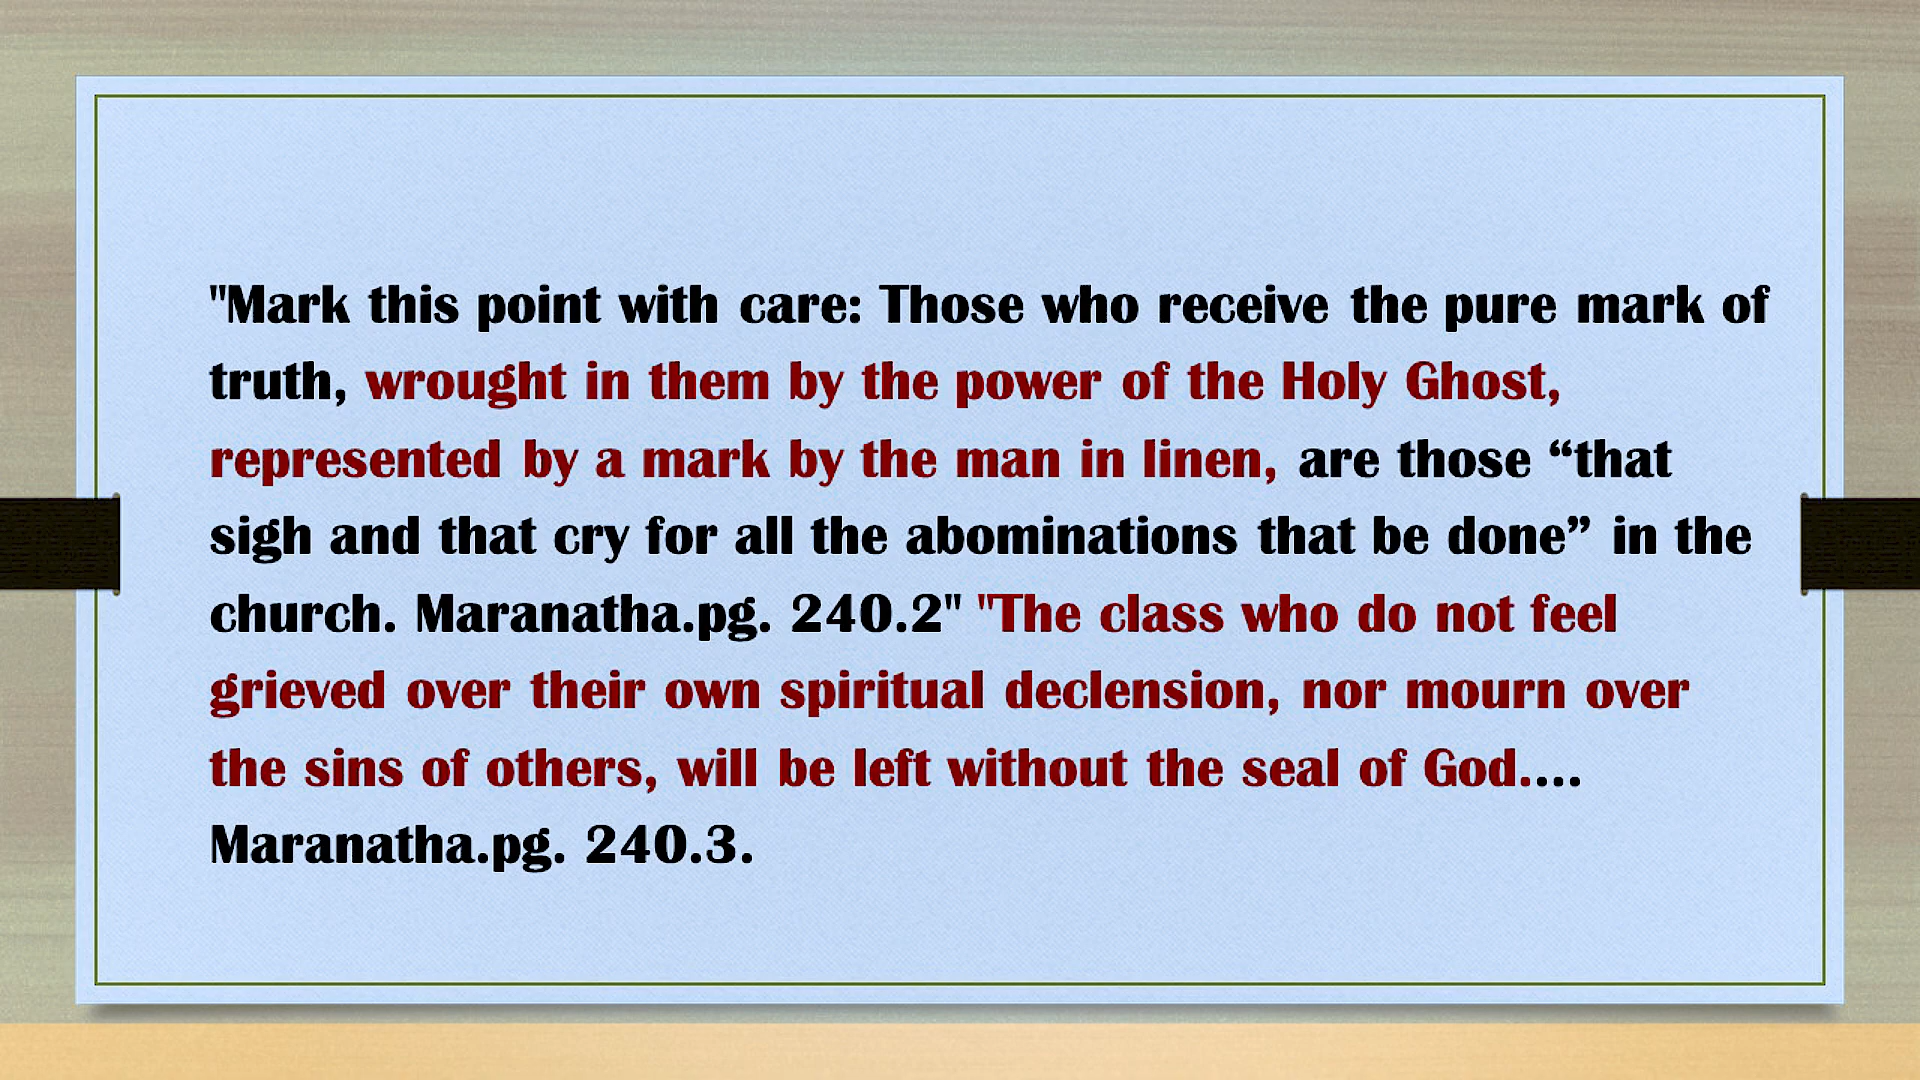 "Mark this point with care: Those who receive the pure mark of
truth, wrought in them by the power of the Holy Ghost,
represented by a mark by the man in linen, are those “that
sigh and that cry for all the abominations that be done” in the
church. Maranatha.pg. 240.2" "The class who do not feel
grieved over their own spiritual declension, nor mourn over
the sins of others, will be left without the seal of God....
Maranatha.pg. 240.3.